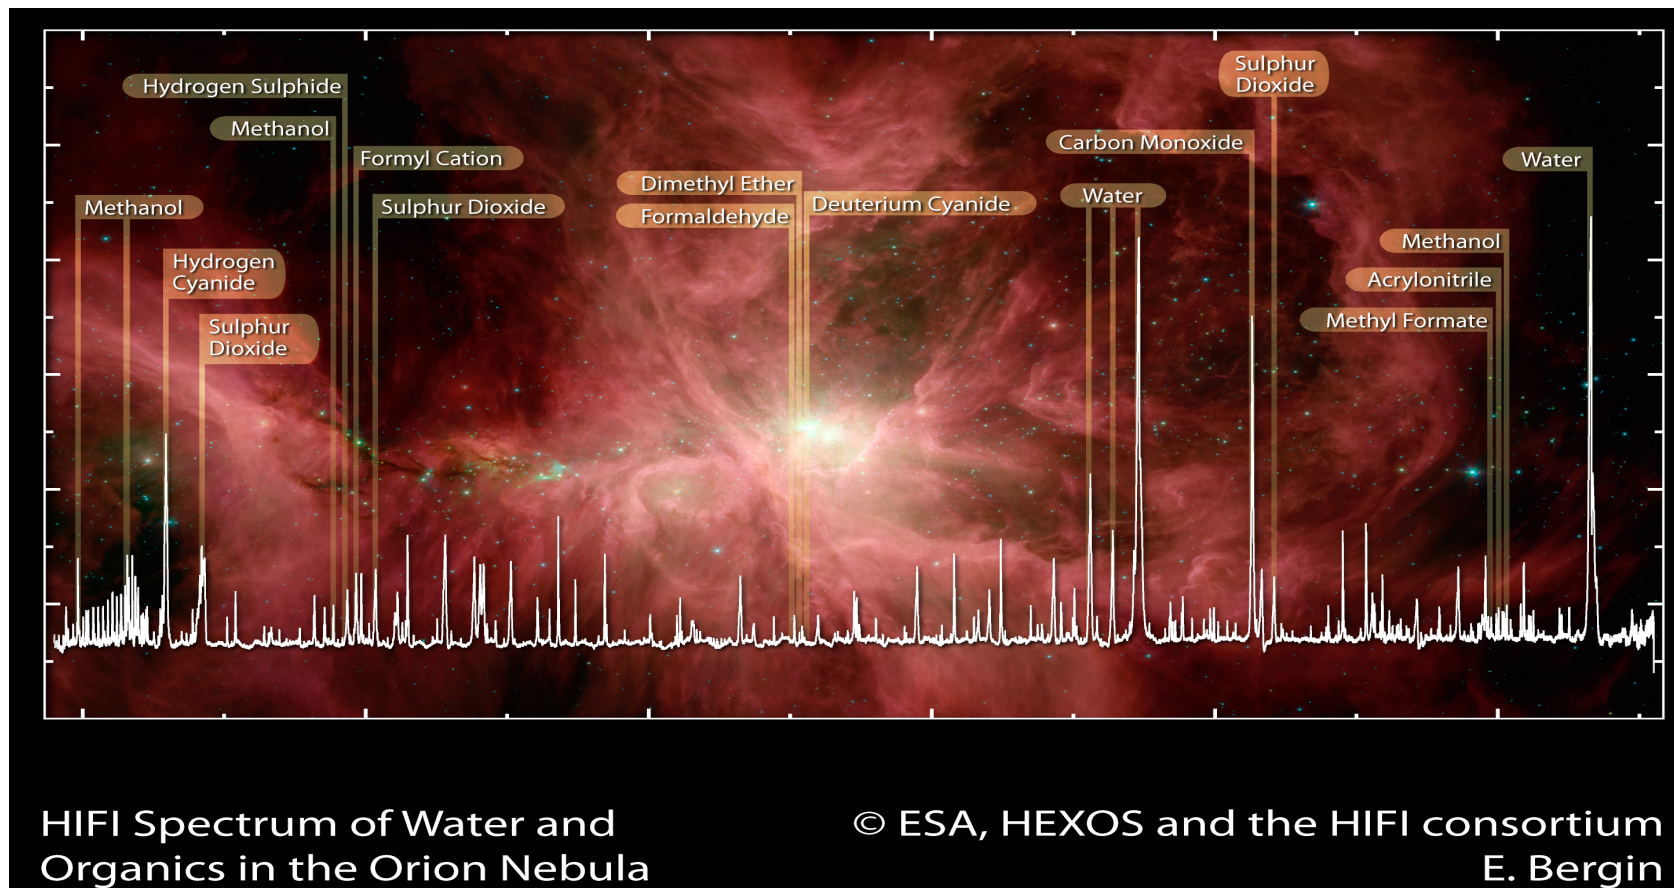 Sulphur
Dioxide
Hydrogen Sulphide
Methanol
Carbon Monoxide
Formyl Cation
Water
Dimethyl Ether
Water
Methanol
Sulphur Dioxide
Deuterium Cyanide
Formaldehyde
Methanol
Hydrogen
Cyanide
Acrylonitrile
Methyl Formate
Sulphur
Dioxide
HIFI Spectrum of Water and
Organics in the Orion Nebula
© ESA, HEXOS and the HIFI consortium
E. Bergin